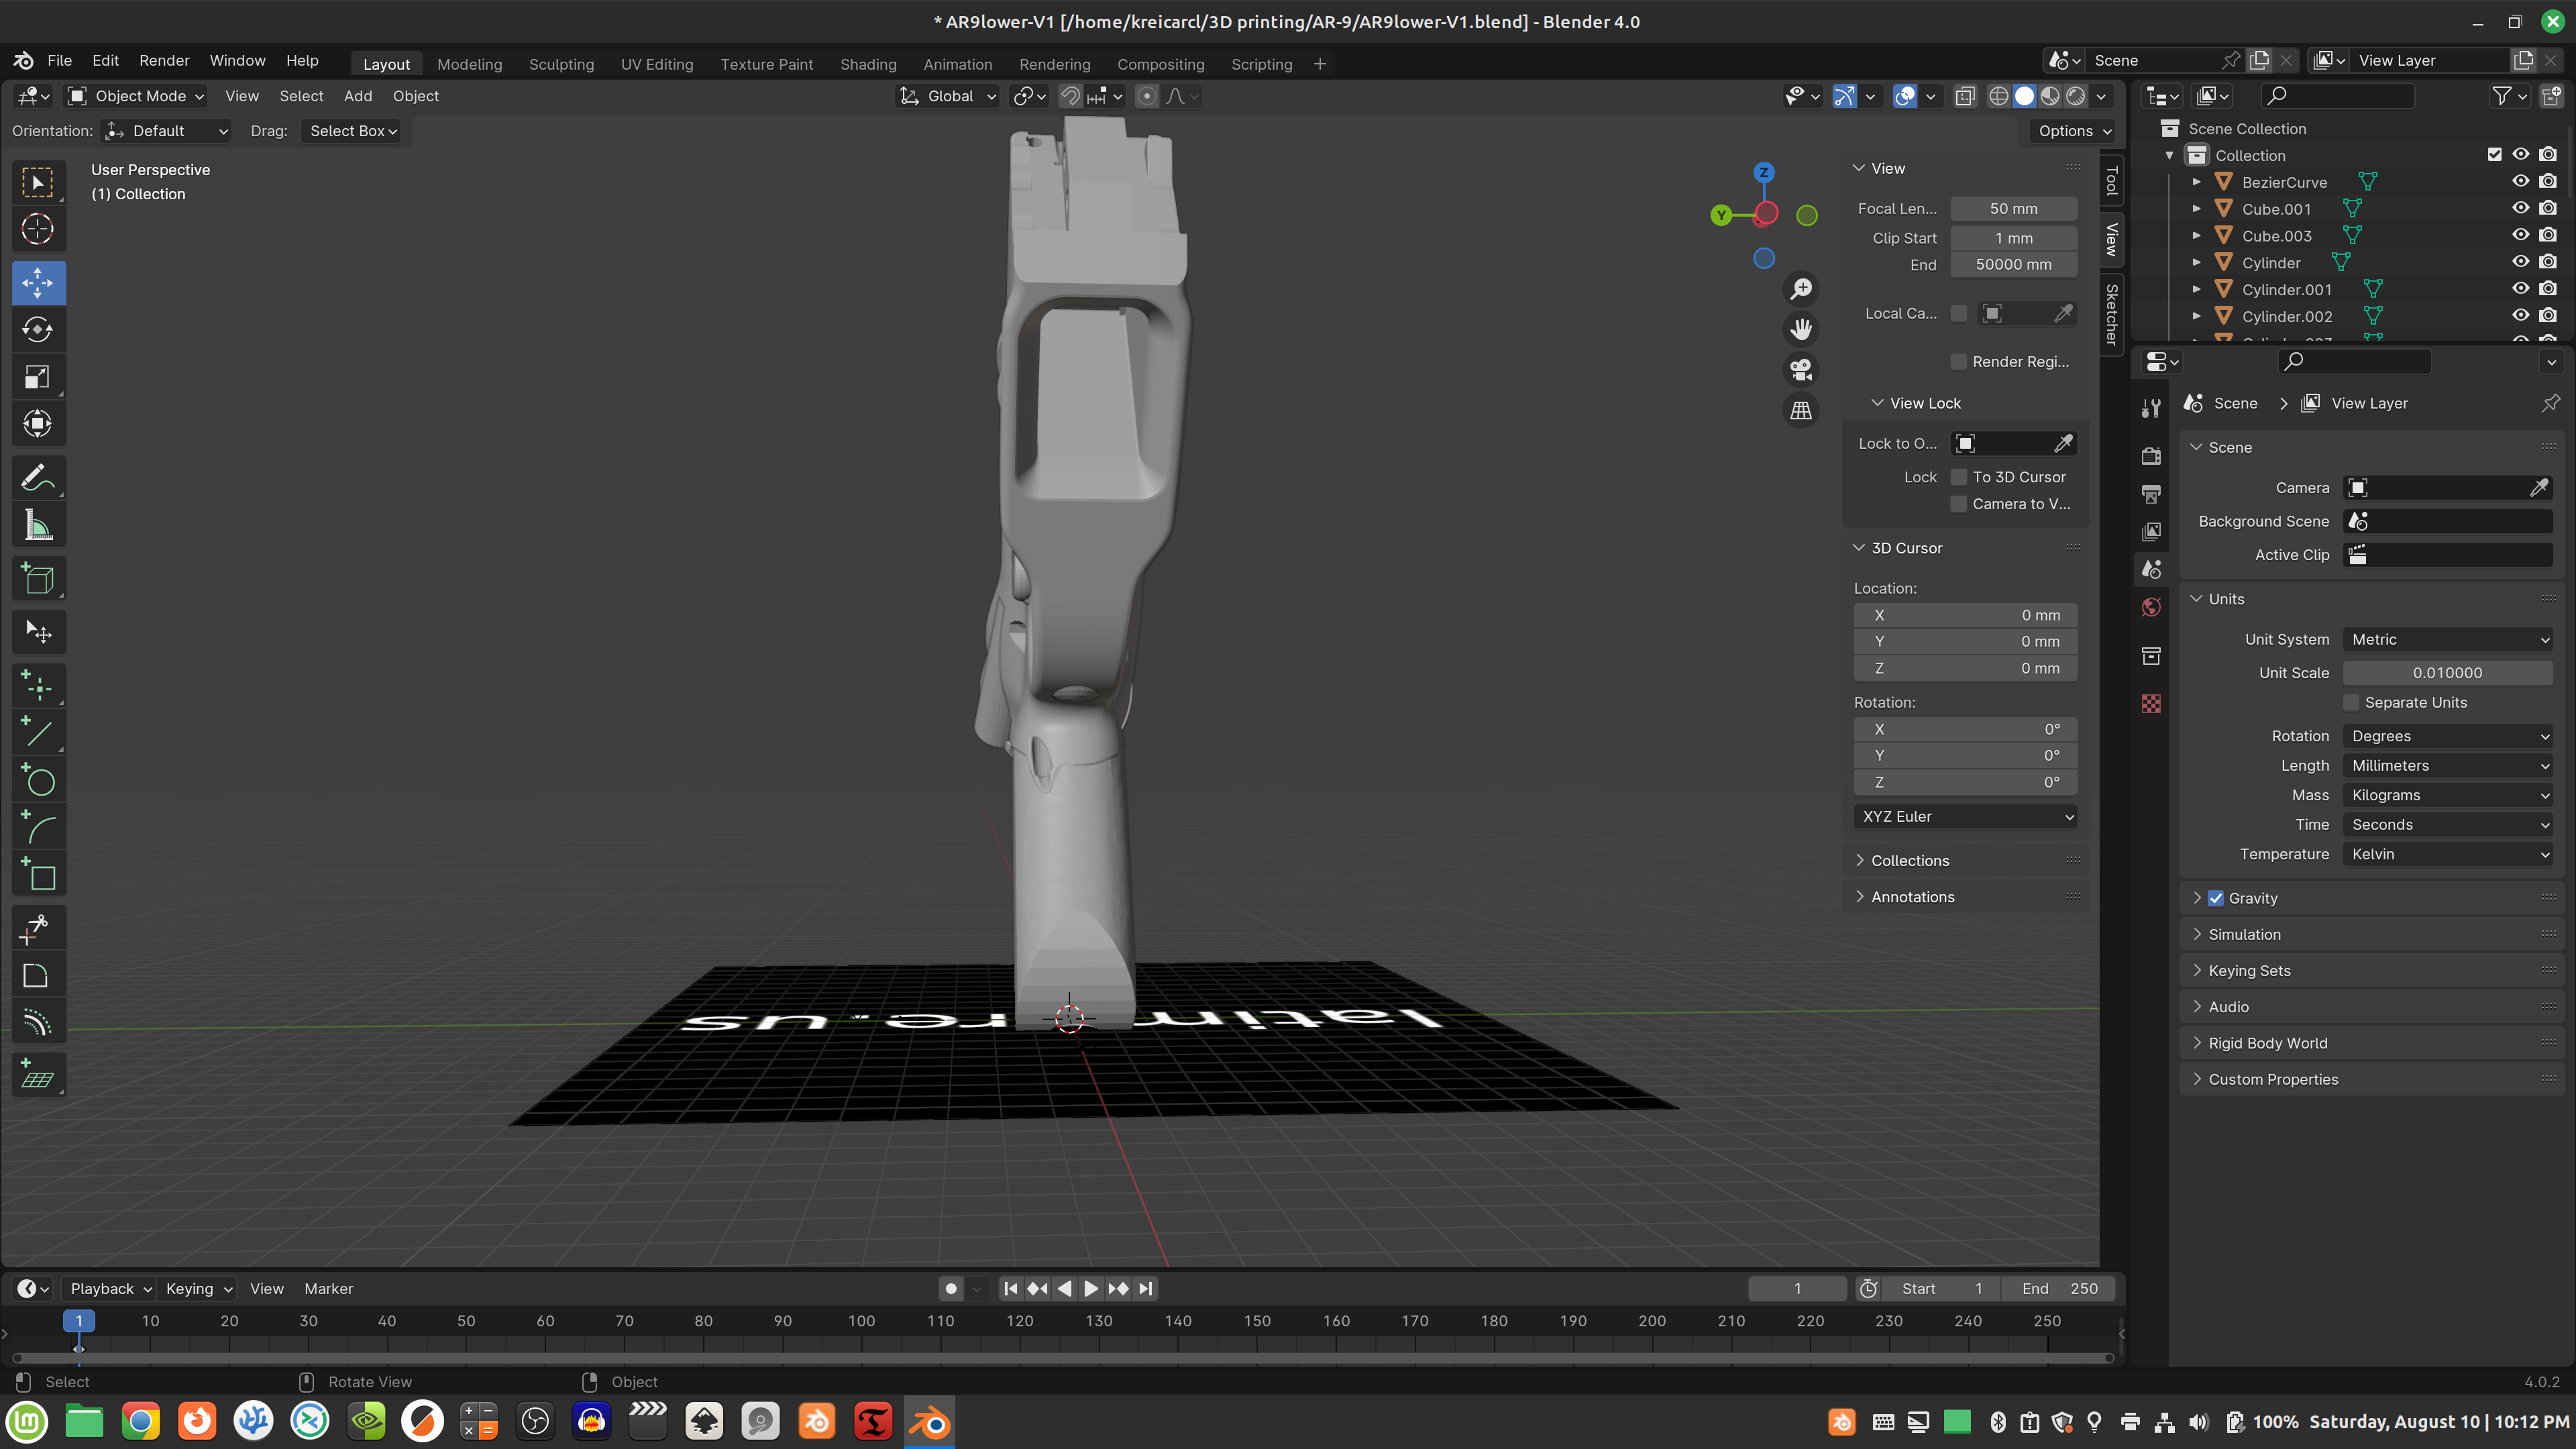 * AR9lower-V1 [/home/kreicarcl/3D printing/AR-9/AR9lower-V1.blend] - Blender 4.0
File Edit Render Window Help Layout Modeling Sculpting UV Editing Texture Paint Shading Animation Rendering Compositing Scripting + Scene View Layer
Object Mode View Select Add Object Global
Orientation: Default Drag: Select Box Options
User Perspective
(1) Collection
Z
Y
View
Focal Len... 50 mm
Clip Start 1 mm
End 50000 mm
Local Ca...
Render Regi...
View Lock
Lock to O...
Lock To 3D Cursor
Camera to V...
3D Cursor
Location:
X 0 mm
Y 0 mm
Z 0 mm
Rotation:
X 0°
Y 0°
Z 0°
XYZ Euler
Collections
Annotations
Tool
View
Sketcher
Scene Collection
Collection
BezierCurve
Cube.001
Cube.003
Cylinder
Cylinder.001
Cylinder.002
Scene > View Layer
Scene
Camera
Background Scene
Active Clip
Units
Unit System Metric
Unit Scale 0.010000
Separate Units
Rotation Degrees
Length Millimeters
Mass Kilograms
Time Seconds
Temperature Kelvin
Gravity
Simulation
Keying Sets
Audio
Rigid Body World
Custom Properties
Playback Keying View Marker 1 Start 1 End 250
1 10 20 30 40 50 60 70 80 90 100 110 120 130 140 150 160 170 180 190 200 210 220 230 240 250
Select Rotate View Object 4.0.2
100% Saturday, August 10 | 10:12 PM